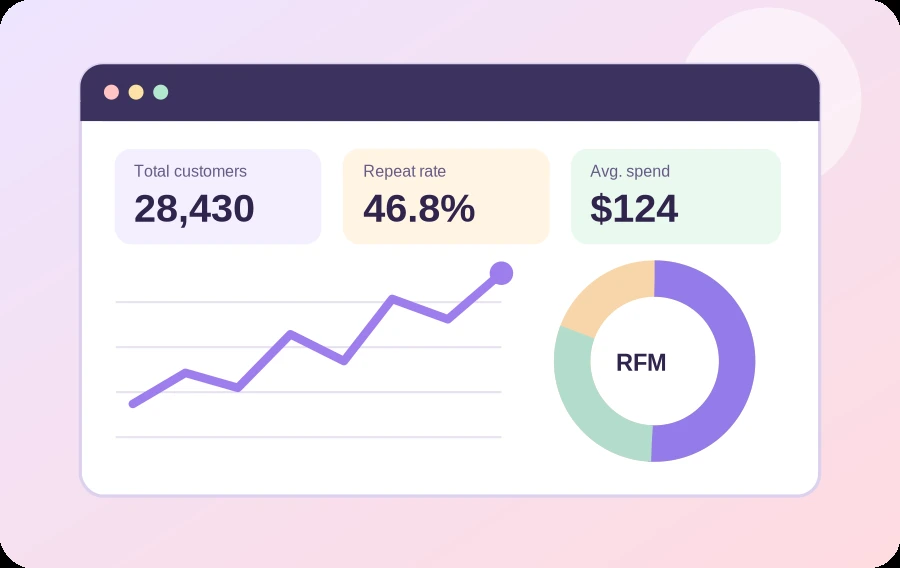 Total customers
28,430
Repeat rate
46.8%
Avg. spend
$124
RFM